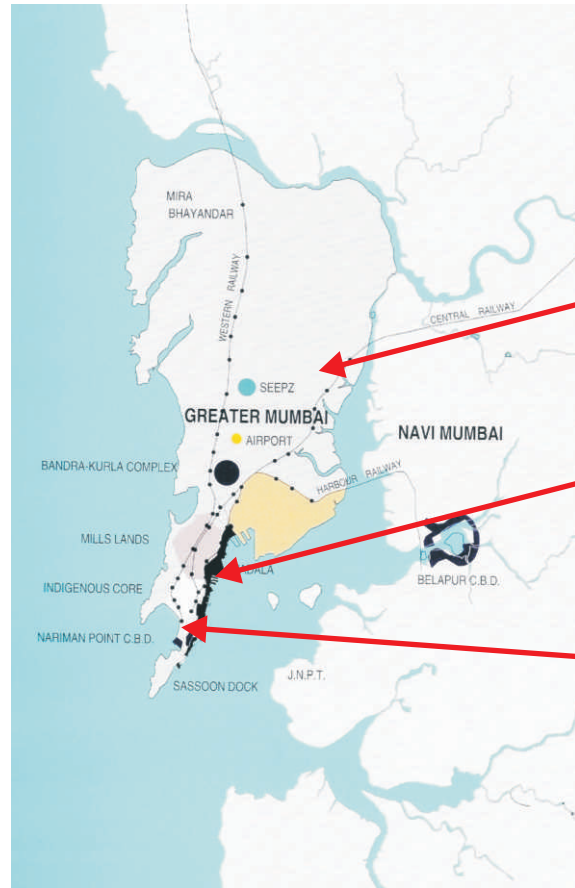 MIRA
BHAYANDAR
WESTERN RAILWAY
CENTRAL RAILWAY
SEEPZ
GREATER MUMBAI
NAVI MUMBAI
AIRPORT
BANDRA-KURLA COMPLEX
HARBOUR RAILWAY
MILLS LANDS
ADALA
BELAPUR C.B.D.
INDIGENOUS CORE
NARIMAN POINT C.B.D.
J.N.P.T.
SASSOON DOCK